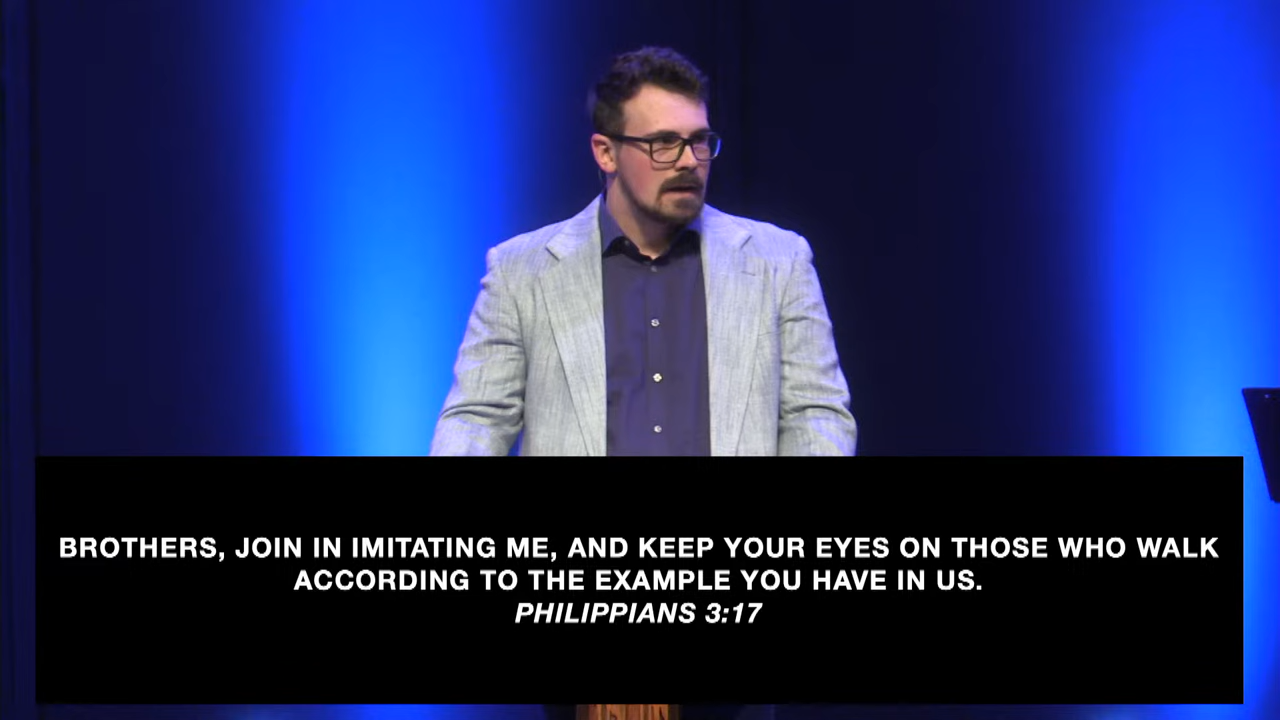 BROTHERS, JOIN IN IMITATING ME, AND KEEP YOUR EYES ON THOSE WHO WALK
ACCORDING TO THE EXAMPLE YOU HAVE IN US.
PHILIPPIANS 3:17